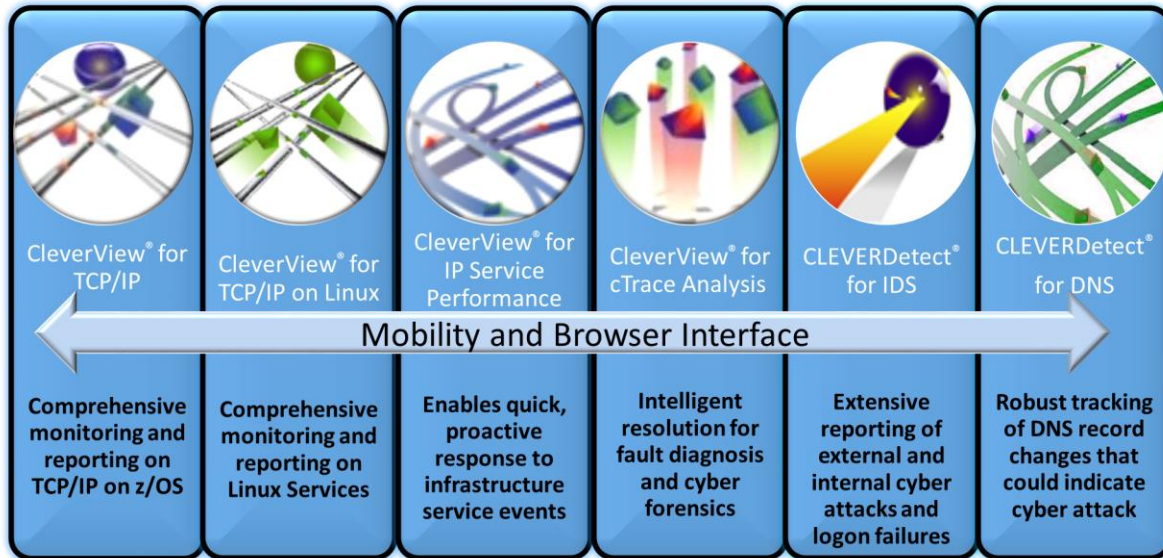 CleverView® for
TCP/IP
CleverView® for
TCP/IP on Linux
CleverView® for
IP Service
Performance
CleverView® for
cTrace Analysis
CLEVERDetect®
for IDS
CLEVERDetect®
for DNS
Mobility and Browser Interface
Comprehensive
monitoring and
reporting on
TCP/IP on z/OS
Comprehensive
monitoring and
reporting on
Linux Services
Enables quick,
proactive
response to
infrastructure
service events
Intelligent
resolution for
fault diagnosis
and cyber
forensics
Extensive
reporting of
external and
internal cyber
attacks and
logon failures
Robust tracking
of DNS record
changes that
could indicate
cyber attack